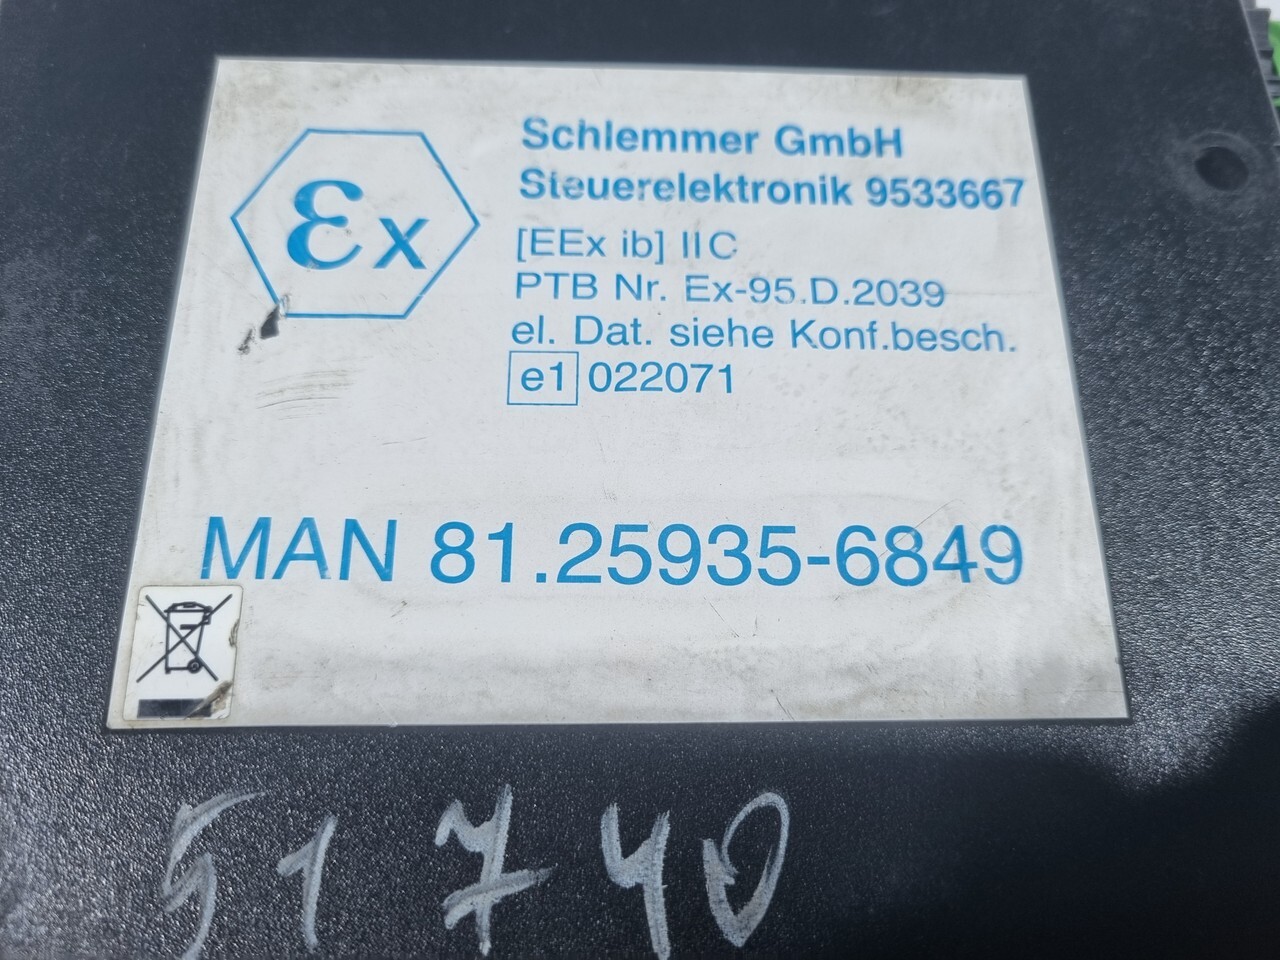 εx
Schlemmer GmbH
Steuerelektronik 9533667
[EEx ib] IIC
PTB Nr. Ex-95.D.2039
el. Dat. siehe Konf.besch.
e1 022071
MAN 81.25935-6849
51740